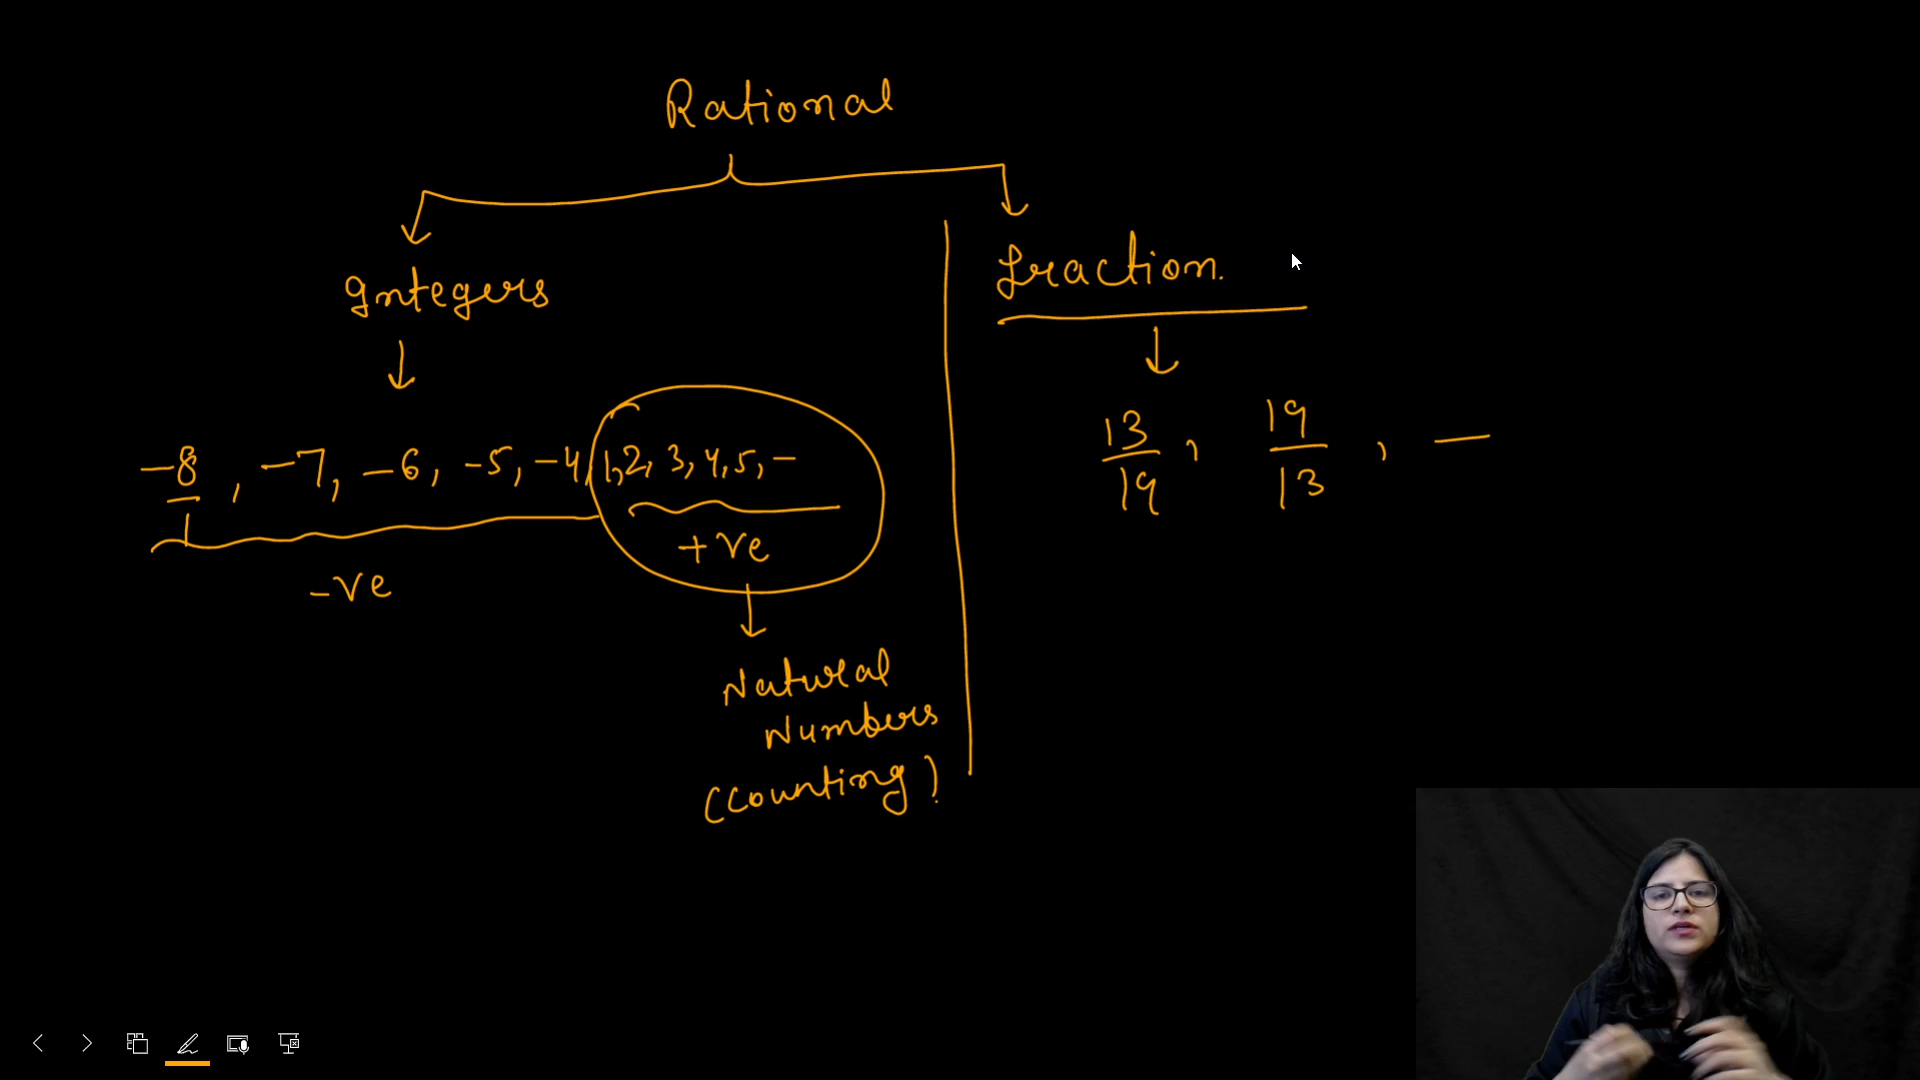 Rational
Integers
fraction.
-8, -7, -6, -5, -4, 1, 2, 3, 4, 5, -
13/19, 19/13, —
+ve
-ve
Natural
Numbers
(Counting)